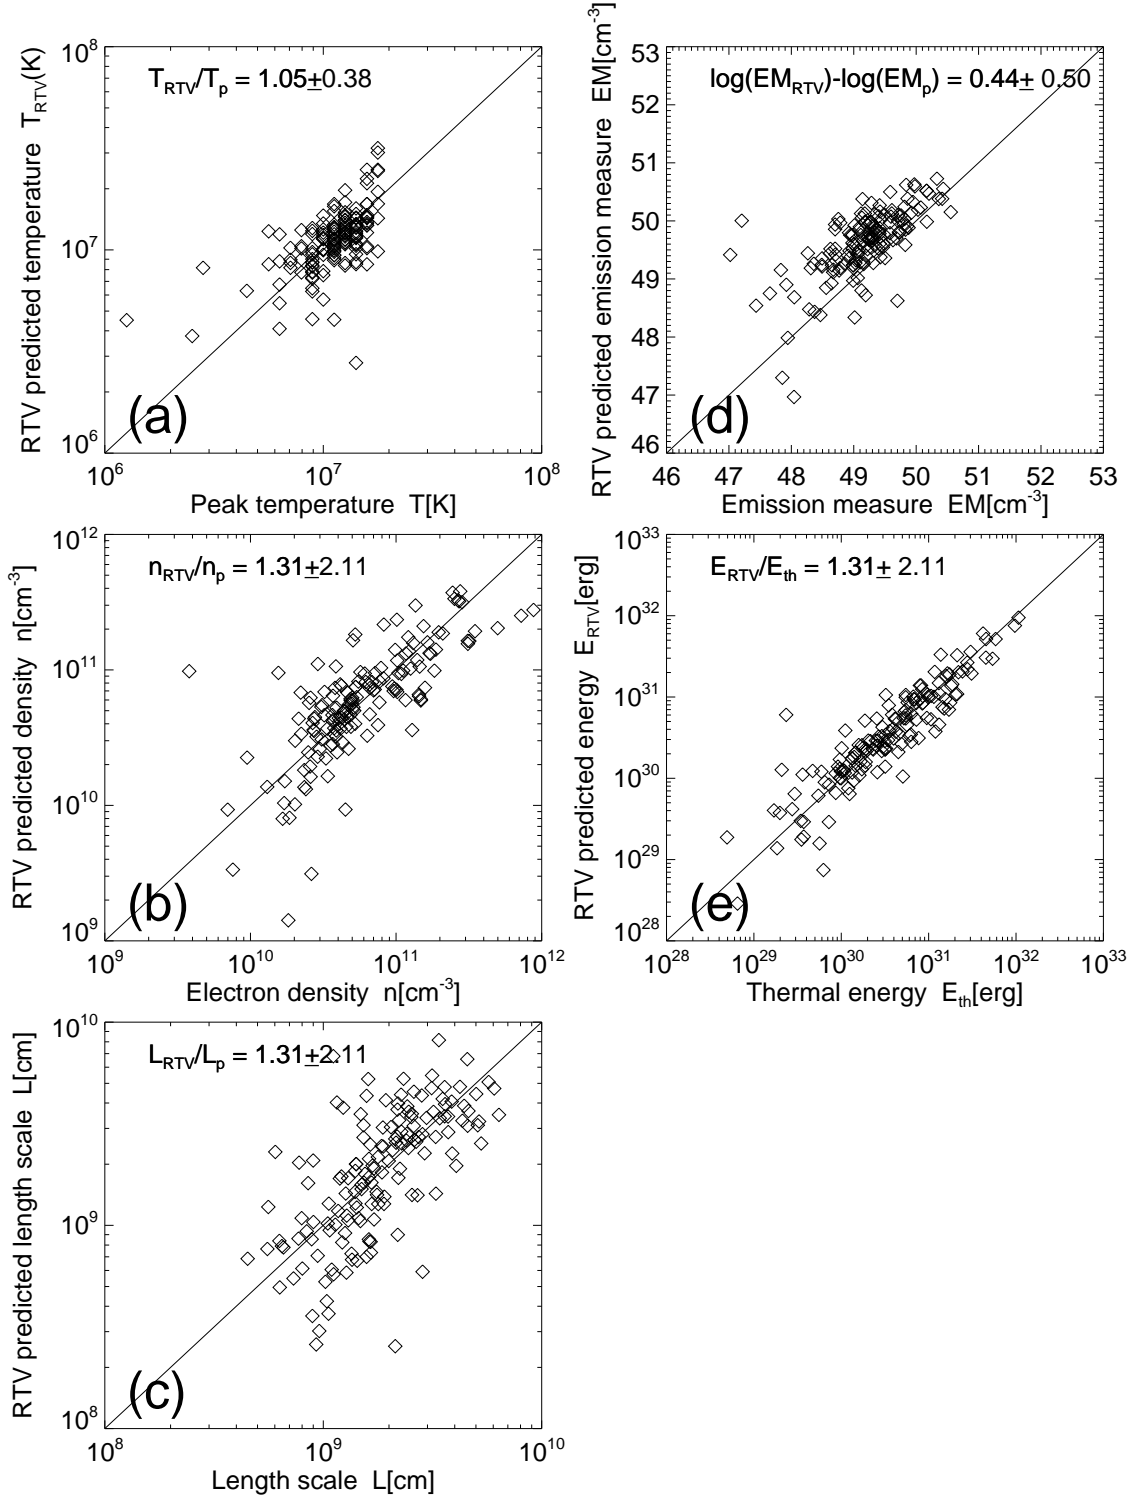 T_RTV/T_p = 1.05±0.38
RTV predicted temperature T_RTV(K)
10^8
10^7
10^6
(a)
10^6 10^7 10^8
Peak temperature T[K]
log(EM_RTV)-log(EM_p) = 0.44± 0.50
RTV predicted emission measure EM[cm^-3]
53
52
51
50
49
48
47
46
(d)
46 47 48 49 50 51 52 53
Emission measure EM[cm^-3]
n_RTV/n_p = 1.31±2.11
RTV predicted density n[cm^-3]
10^12
10^11
10^10
10^9
(b)
10^9 10^10 10^11 10^12
Electron density n[cm^-3]
E_RTV/E_th = 1.31± 2.11
RTV predicted energy E_RTV[erg]
10^33
10^32
10^31
10^30
10^29
10^28
(e)
10^28 10^29 10^30 10^31 10^32 10^33
Thermal energy E_th[erg]
L_RTV/L_p = 1.31±2.11
RTV predicted length scale L[cm]
10^10
10^9
10^8
(c)
10^8 10^9 10^10
Length scale L[cm]